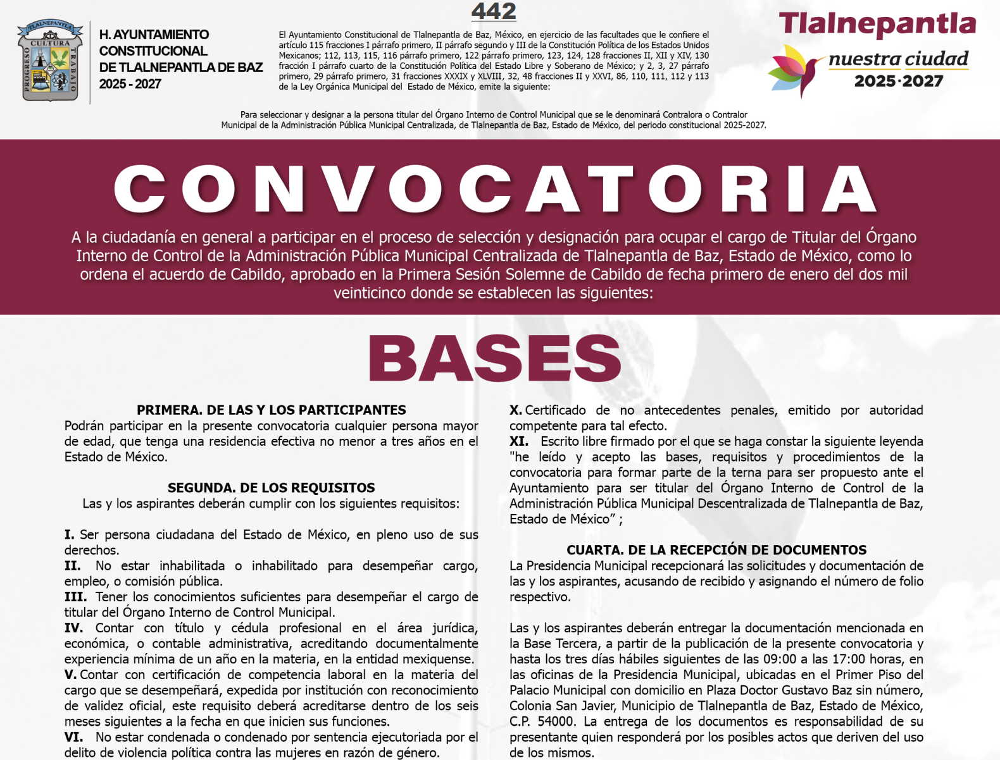 442
TLALNEPANTLA
CULTURA
PROGRESO
TRABAJO
H. AYUNTAMIENTO
CONSTITUCIONAL
DE TLALNEPANTLA DE BAZ
2025 - 2027
El Ayuntamiento Constitucional de Tlalnepantla de Baz, México, en ejercicio de las facultades que le confiere el
artículo 115 fracciones I párrafo primero, II párrafo segundo y III de la Constitución Política de los Estados Unidos
Mexicanos; 112, 113, 115, 116 párrafo primero, 122 párrafo primero, 123, 124, 128 fracciones II, XII y XIV, 130
fracción I párrafo cuarto de la Constitución Política del Estado Libre y Soberano de México; y 2, 3, 27 párrafo
primero, 29 párrafo primero, 31 fracciones XXXIX y XLVIII, 32, 48 fracciones II y XXVI, 86, 110, 111, 112 y 113
de la Ley Orgánica Municipal del Estado de México, emite la siguiente:
Tlalnepantla
nuestra ciudad
2025·2027
Para seleccionar y designar a la persona titular del Órgano Interno de Control Municipal que se le denominará Contralora o Contralor
Municipal de la Administración Pública Municipal Centralizada, de Tlalnepantla de Baz, Estado de México, del periodo constitucional 2025-2027.
CONVOCATORIA
A la ciudadanía en general a participar en el proceso de selección y designación para ocupar el cargo de Titular del Órgano
Interno de Control de la Administración Pública Municipal Centralizada de Tlalnepantla de Baz, Estado de México, como lo
ordena el acuerdo de Cabildo, aprobado en la Primera Sesión Solemne de Cabildo de fecha primero de enero del dos mil
veinticinco donde se establecen las siguientes:
BASES
PRIMERA. DE LAS Y LOS PARTICIPANTES
Podrán participar en la presente convocatoria cualquier persona mayor
de edad, que tenga una residencia efectiva no menor a tres años en el
Estado de México.
SEGUNDA. DE LOS REQUISITOS
Las y los aspirantes deberán cumplir con los siguientes requisitos:
I. Ser persona ciudadana del Estado de México, en pleno uso de sus
derechos.
II. No estar inhabilitada o inhabilitado para desempeñar cargo,
empleo, o comisión pública.
III. Tener los conocimientos suficientes para desempeñar el cargo de
titular del Órgano Interno de Control Municipal.
IV. Contar con título y cédula profesional en el área jurídica,
económica, o contable administrativa, acreditando documentalmente
experiencia mínima de un año en la materia, en la entidad mexiquense.
V. Contar con certificación de competencia laboral en la materia del
cargo que se desempeñará, expedida por institución con reconocimiento
de validez oficial, este requisito deberá acreditarse dentro de los seis
meses siguientes a la fecha en que inicien sus funciones.
VI. No estar condenada o condenado por sentencia ejecutoriada por el
delito de violencia política contra las mujeres en razón de género.
X. Certificado de no antecedentes penales, emitido por autoridad
competente para tal efecto.
XI. Escrito libre firmado por el que se haga constar la siguiente leyenda
"he leído y acepto las bases, requisitos y procedimientos de la
convocatoria para formar parte de la terna para ser propuesto ante el
Ayuntamiento para ser titular del Órgano Interno de Control de la
Administración Pública Municipal Descentralizada de Tlalnepantla de Baz,
Estado de México” ;
CUARTA. DE LA RECEPCIÓN DE DOCUMENTOS
La Presidencia Municipal recepcionará las solicitudes y documentación de
las y los aspirantes, acusando de recibido y asignando el número de folio
respectivo.
Las y los aspirantes deberán entregar la documentación mencionada en
la Base Tercera, a partir de la publicación de la presente convocatoria y
hasta los tres días hábiles siguientes de las 09:00 a las 17:00 horas, en
las oficinas de la Presidencia Municipal, ubicadas en el Primer Piso del
Palacio Municipal con domicilio en Plaza Doctor Gustavo Baz sin número,
Colonia San Javier, Municipio de Tlalnepantla de Baz, Estado de México,
C.P. 54000. La entrega de los documentos es responsabilidad de su
presentante quien responderá por los posibles actos que deriven del uso
de los mismos.